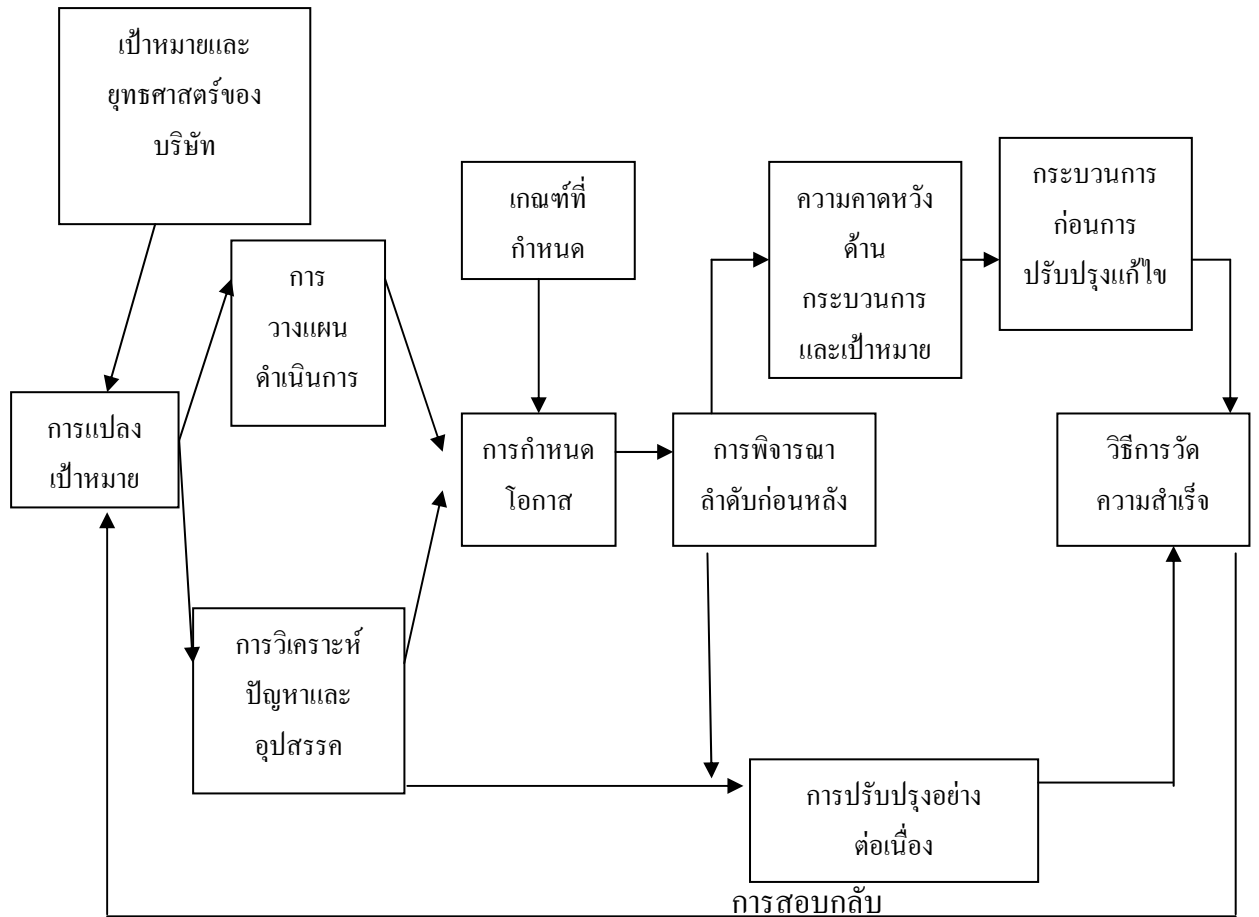 เป้าหมายและ
ยุทธศาสตร์ของ
บริษัท
การ
วางแผน
ดำเนินการ
เกณฑ์ที่
กำหนด
ความคาดหวัง
ด้าน
กระบวนการ
และเป้าหมาย
กระบวนการ
ก่อนการ
ปรับปรุงแก้ไข
การแปลง
เป้าหมาย
การกำหนด
โอกาส
การพิจารณา
ลำดับก่อนหลัง
วิธีการวัด
ความสำเร็จ
การวิเคราะห์
ปัญหาและ
อุปสรรค
การปรับปรุงอย่าง
ต่อเนื่อง
การสอบกลับ